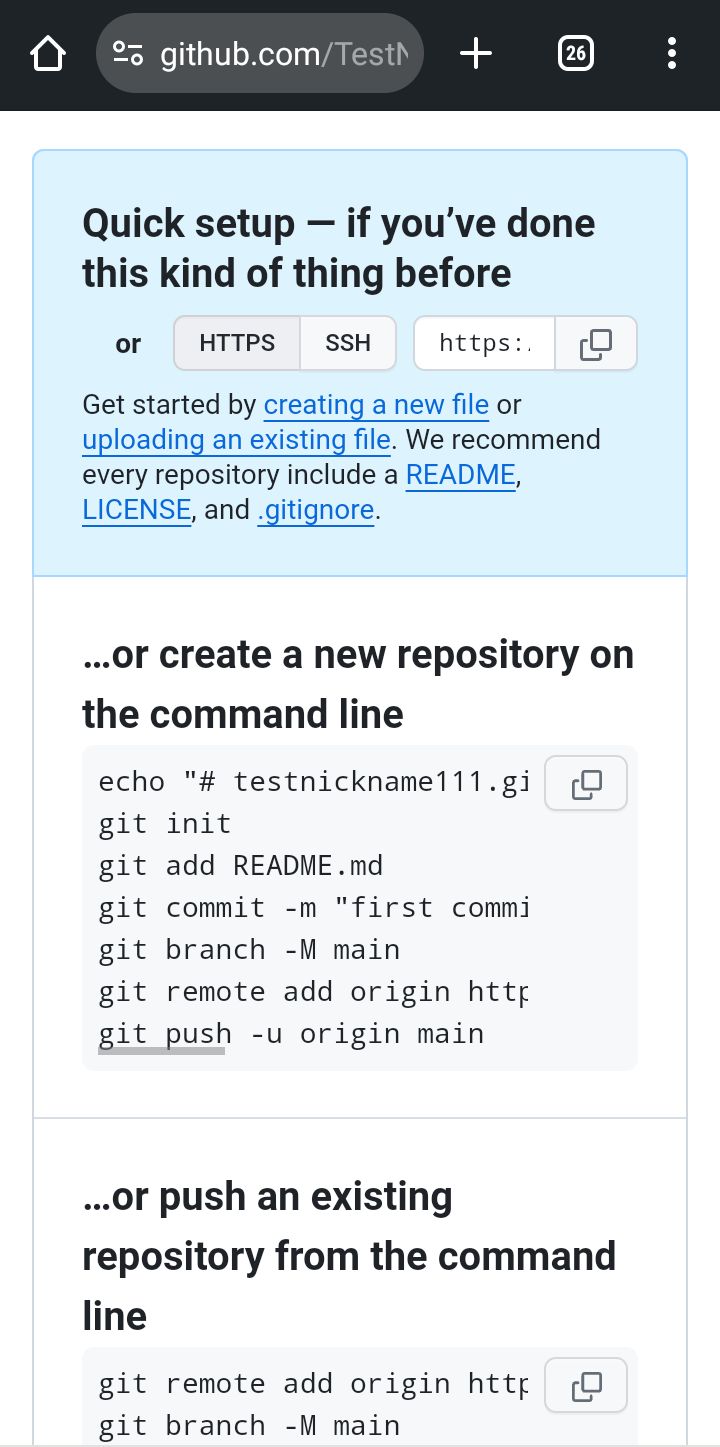 github.com/TestN
26
Quick setup — if you’ve done
this kind of thing before
or HTTPS SSH https:/
Get started by creating a new file or
uploading an existing file. We recommend
every repository include a README,
LICENSE, and .gitignore.
…or create a new repository on
the command line
echo "# testnickname111.gi
git init
git add README.md
git commit -m "first commi
git branch -M main
git remote add origin http
git push -u origin main
…or push an existing
repository from the command
line
git remote add origin http
git branch -M main